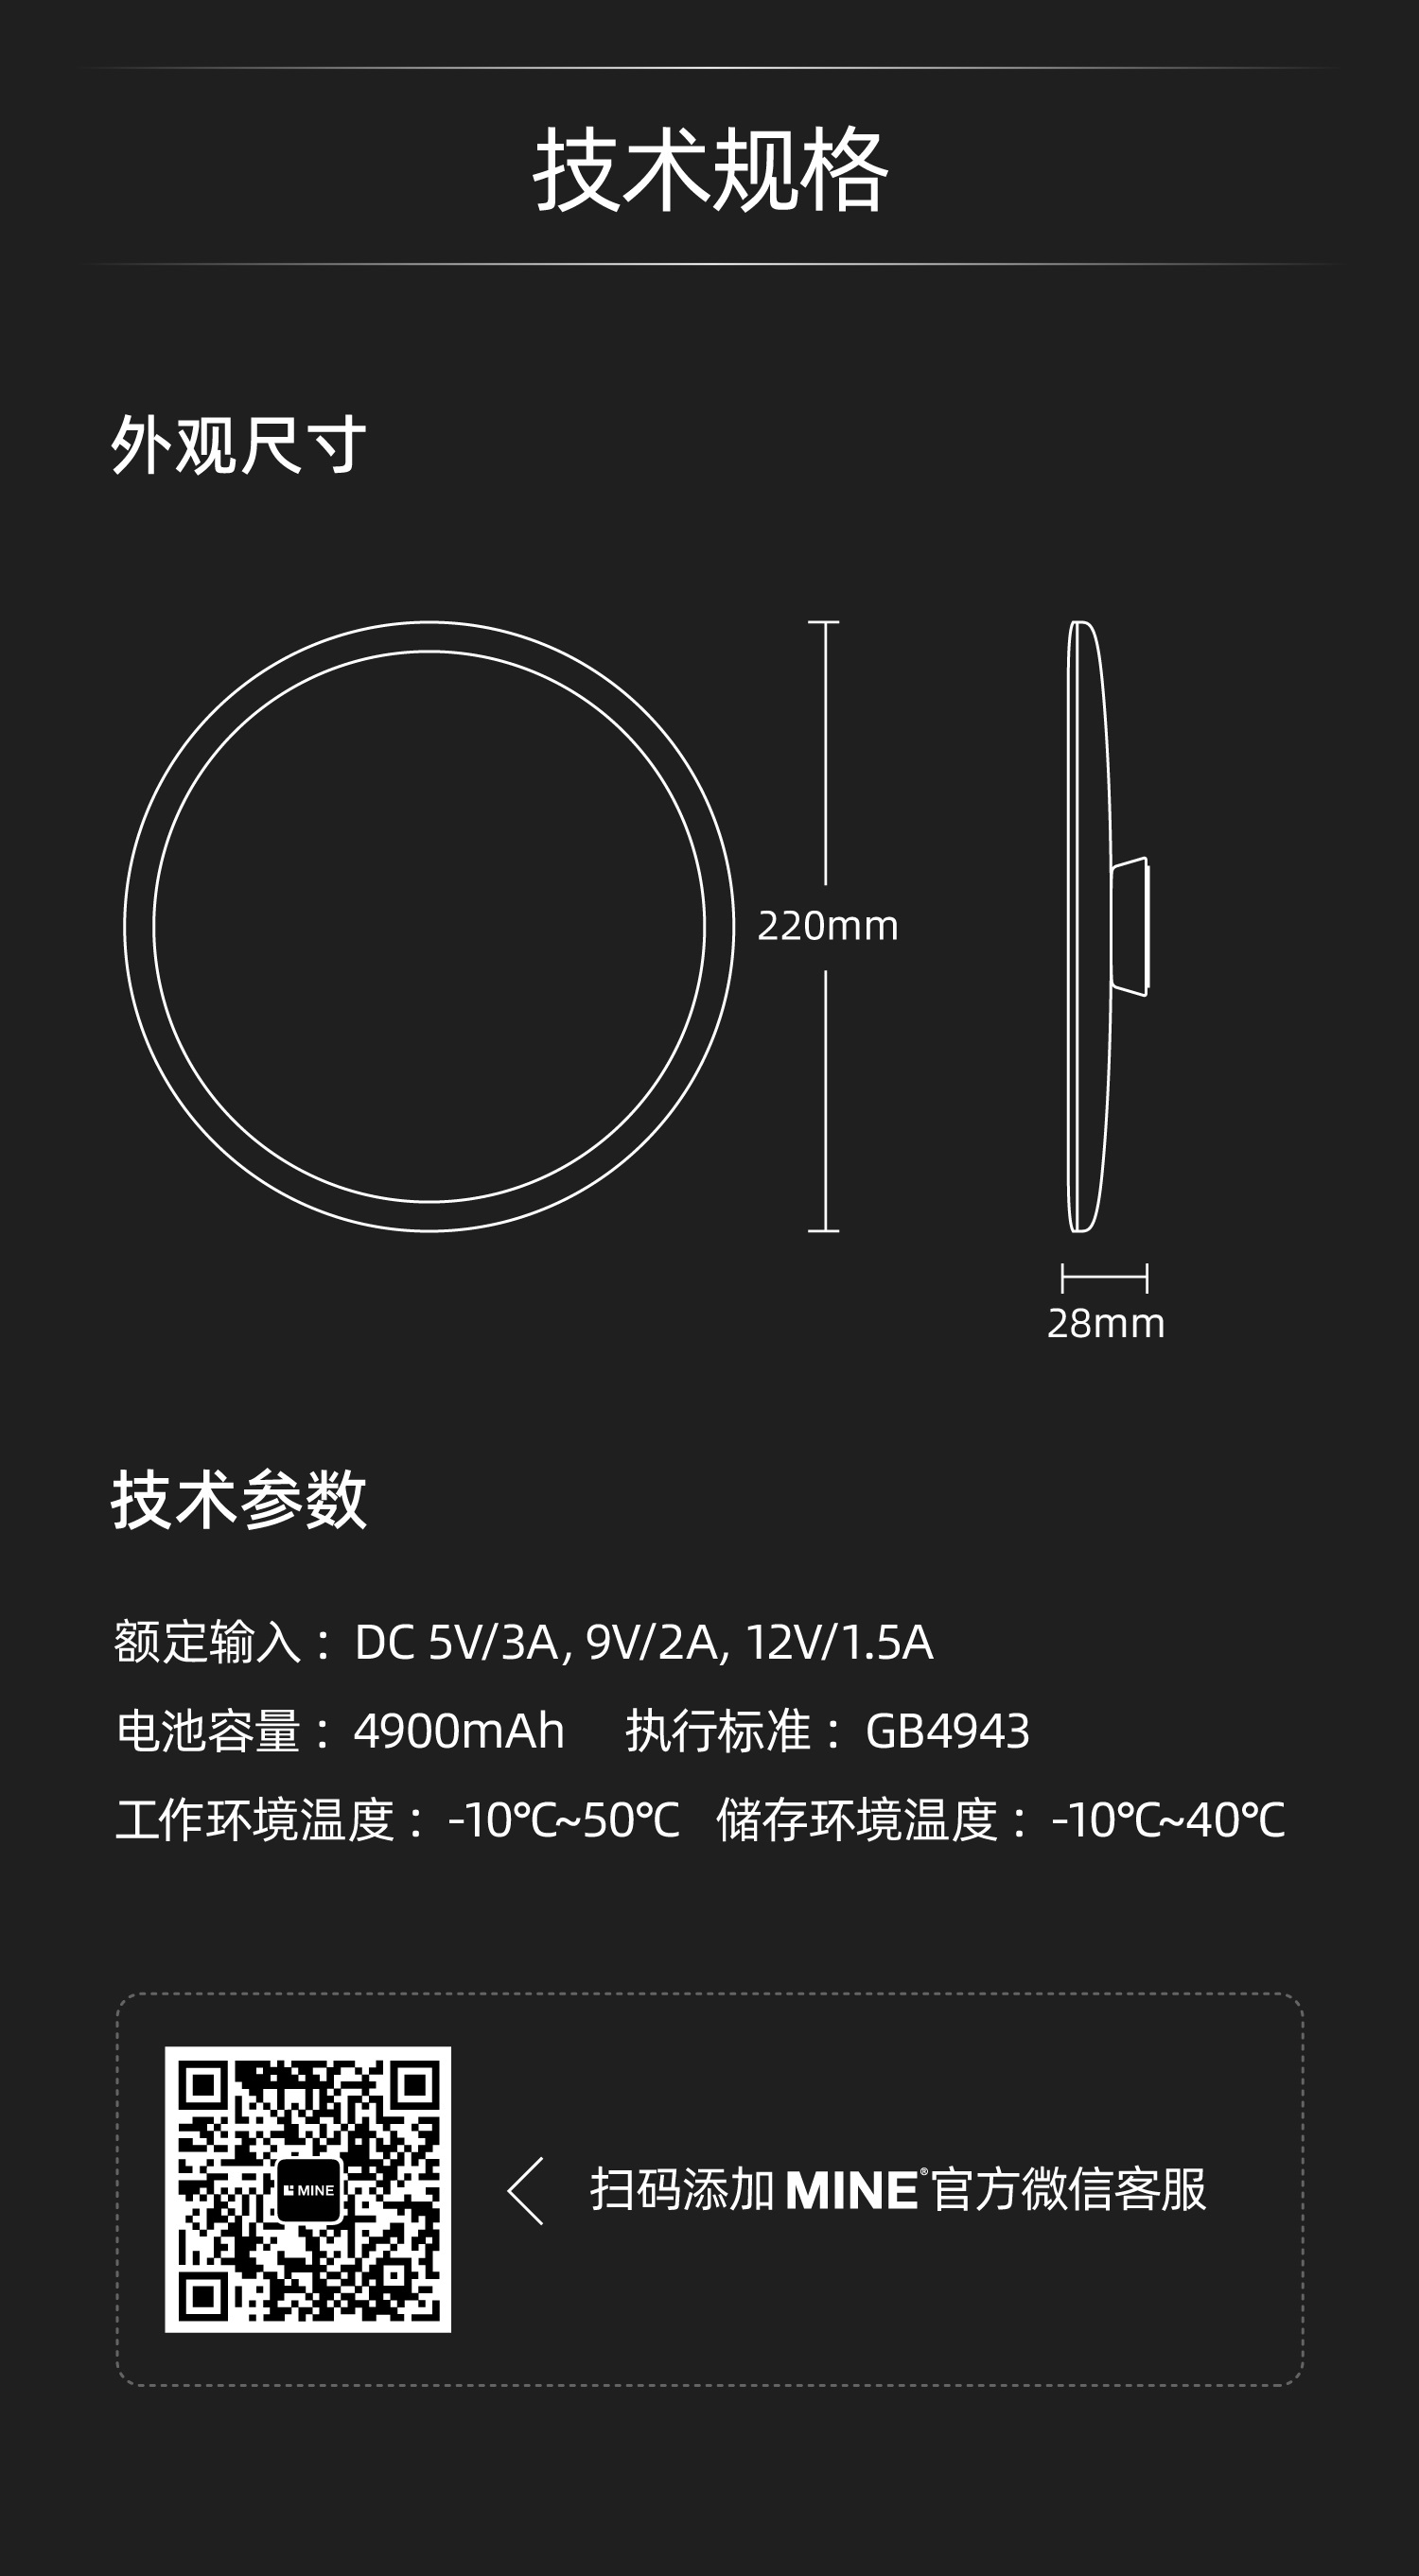 技术规格
外观尺寸
220mm
28mm
技术参数
额定输入：DC 5V/3A, 9V/2A, 12V/1.5A
电池容量：4900mAh 执行标准：GB4943
工作环境温度：-10℃~50℃ 储存环境温度：-10℃~40℃
MINE
扫码添加 MINE®官方微信客服